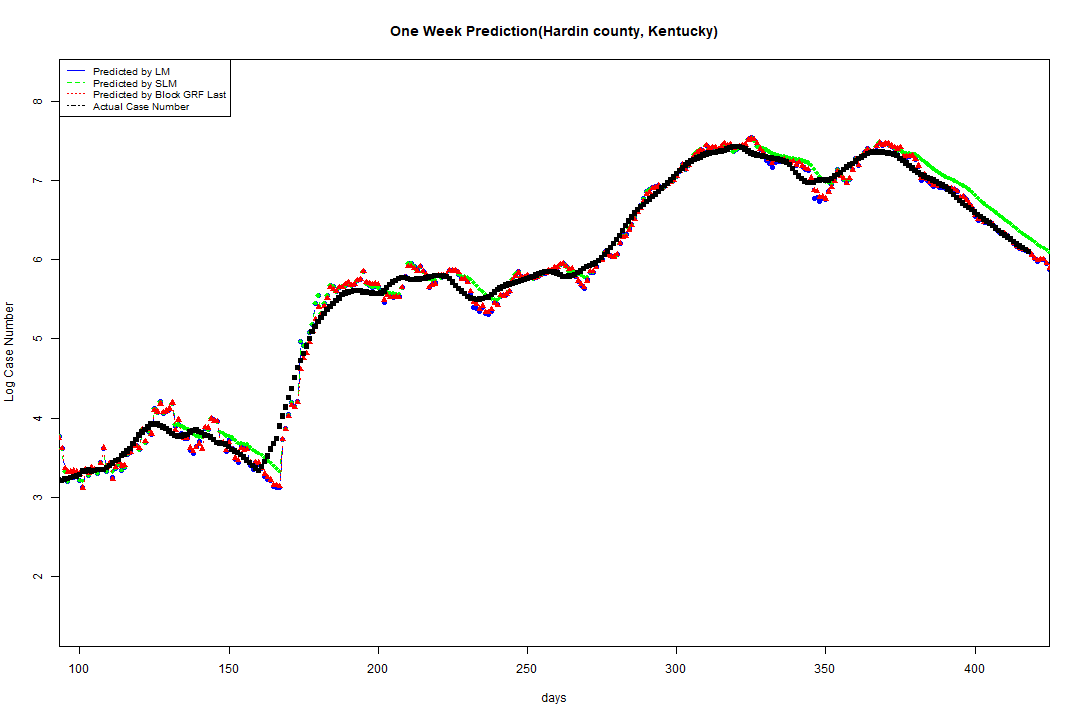 One Week Prediction(Hardin county, Kentucky)
Predicted by LM
Predicted by SLM
Predicted by Block GRF Last
Actual Case Number
8
7
6
5
4
3
2
Log Case Number
100 150 200 250 300 350 400
days